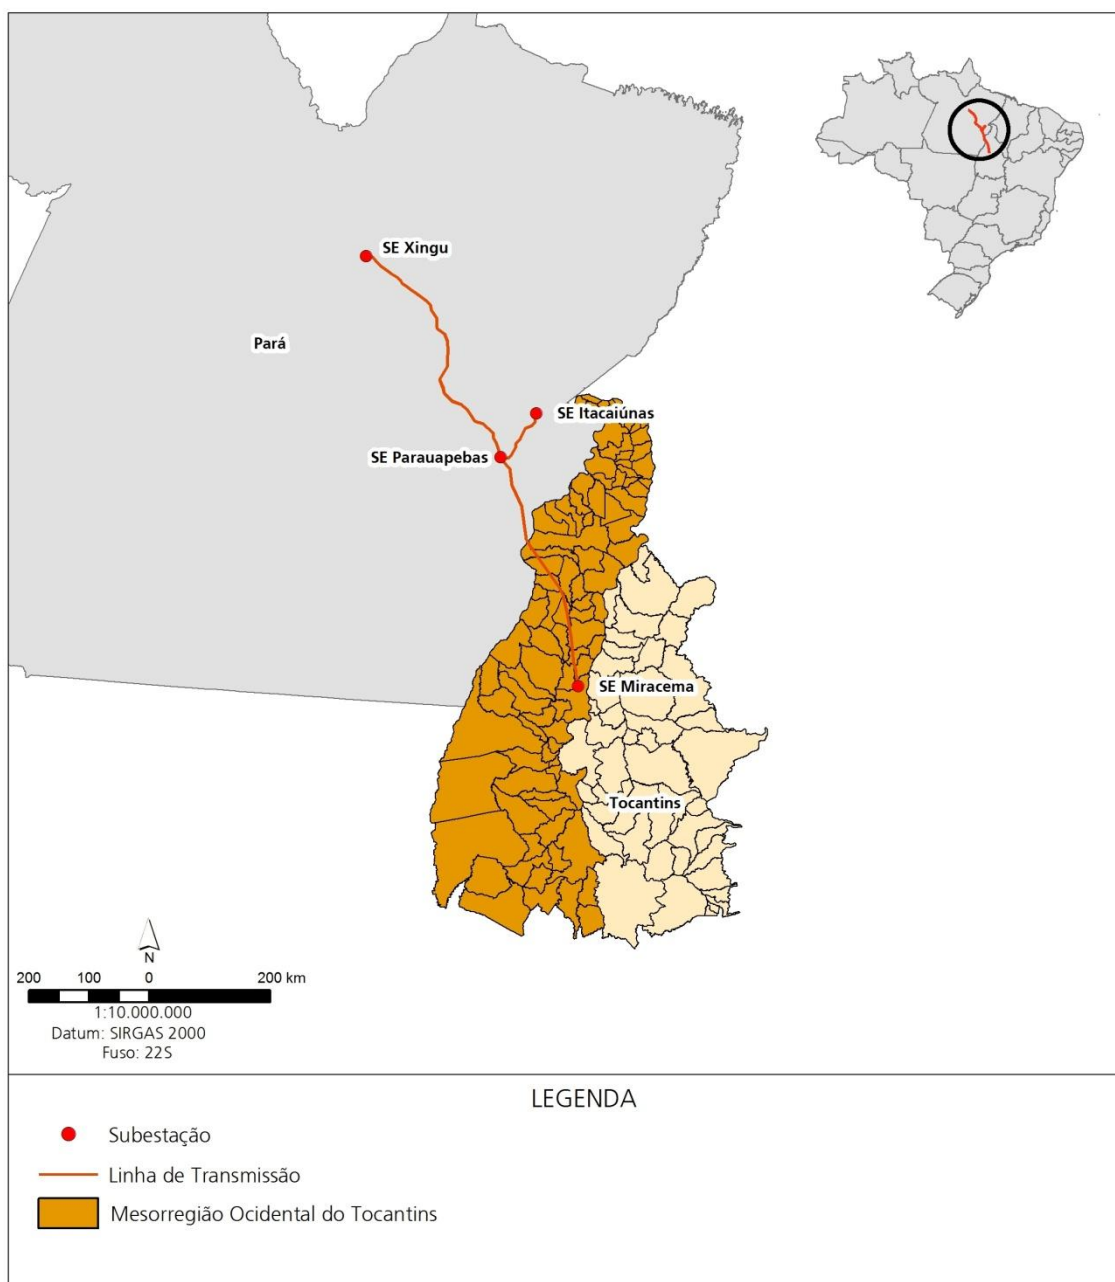 SE Xingu
Pará
SE Itacaiúnas
SE Parauapebas
SE Miracema
Tocantins
N
200 100 0 200 km
1:10.000.000
Datum: SIRGAS 2000
Fuso: 22S
LEGENDA
Subestação
Linha de Transmissão
Mesorregião Ocidental do Tocantins